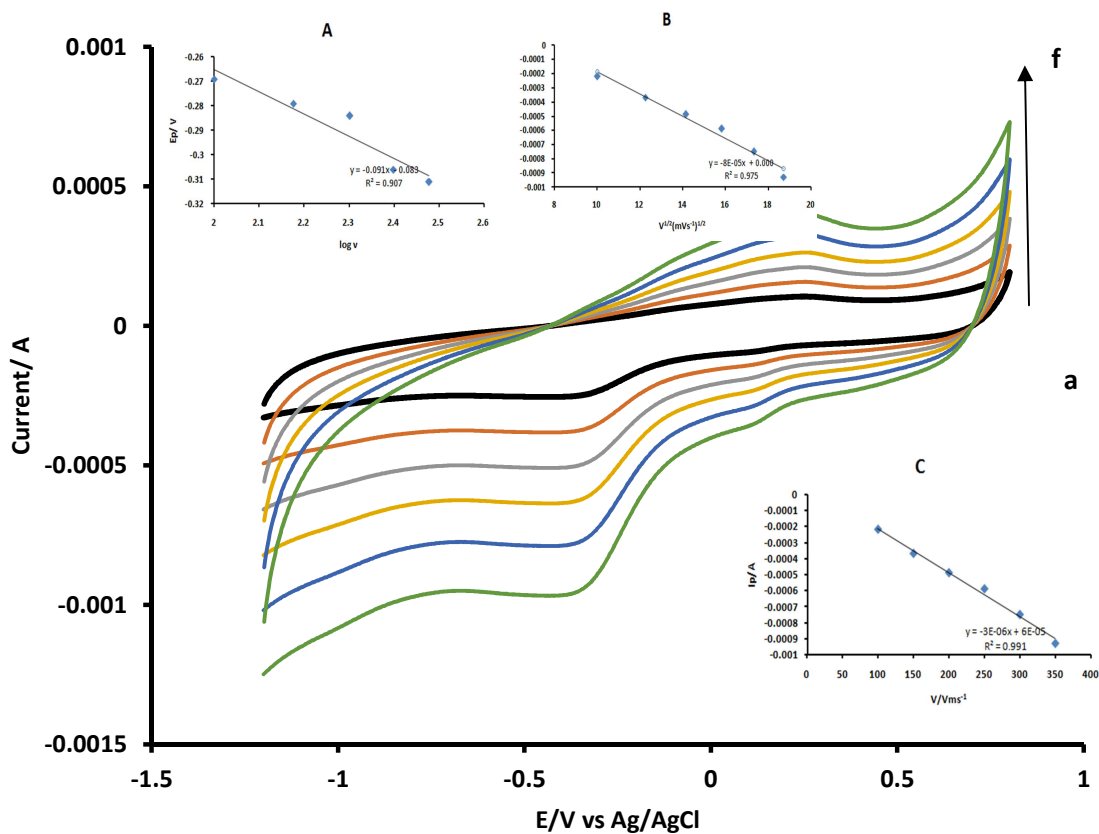 A
-0.26
-0.27
-0.28
-0.29
-0.3
-0.31
-0.32
Ep/ V
y = -0.091x + 0.083
R² = 0.907
2 2.1 2.2 2.3 2.4 2.5 2.6
log v
B
0
-0.0001
-0.0002
-0.0003
-0.0004
-0.0005
-0.0006
-0.0007
-0.0008
-0.0009
-0.001
Ip/A
y = -8E-05x + 0.000
R² = 0.975
8 10 12 14 16 18 20
V1/2(mVs-1)1/2
f
a
C
0
-0.0001
-0.0002
-0.0003
-0.0004
-0.0005
-0.0006
-0.0007
-0.0008
-0.0009
-0.001
Ip/A
y = -3E-06x + 6E-05
R² = 0.991
0 50 100 150 200 250 300 350 400
V/Vms-1
0.001
0.0005
0
-0.0005
-0.001
-0.0015
Current/ A
-1.5 -1 -0.5 0 0.5 1
E/V vs Ag/AgCl